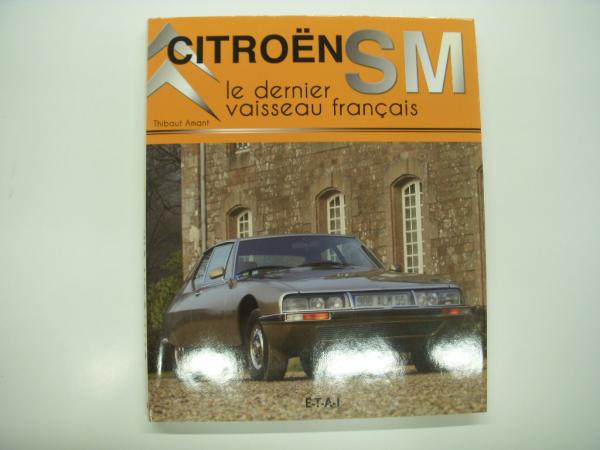 CITROËN SM
le dernier
vaisseau français
Thibaut Amant
E·T·A·I